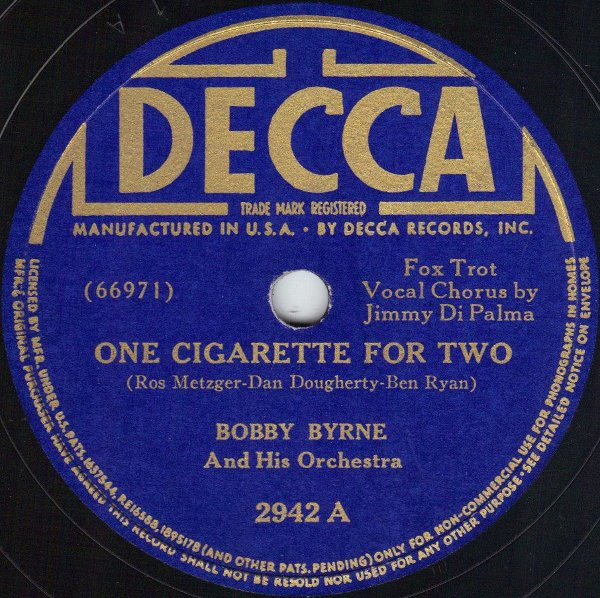 DECCA
TRADE MARK REGISTERED
MANUFACTURED IN U.S.A. · BY DECCA RECORDS, INC.
(66971)
Fox Trot
Vocal Chorus by
Jimmy Di Palma
ONE CIGARETTE FOR TWO
(Ros Metzger-Dan Dougherty-Ben Ryan)
BOBBY BYRNE
And His Orchestra
2942 A
LICENSED BY MFR. UNDER U.S. PATS. 1637544, RE16588, 1895178 (AND OTHER PATS. PENDING) ONLY FOR NON-COMMERCIAL USE ON PHONOGRAPHS IN HOMES
MFR. & ORIGINAL PURCHASER HAVE AGREED THIS RECORD SHALL NOT BE RESOLD NOR USED FOR ANY OTHER PURPOSE · SEE DETAILED NOTICE ON ENVELOPE